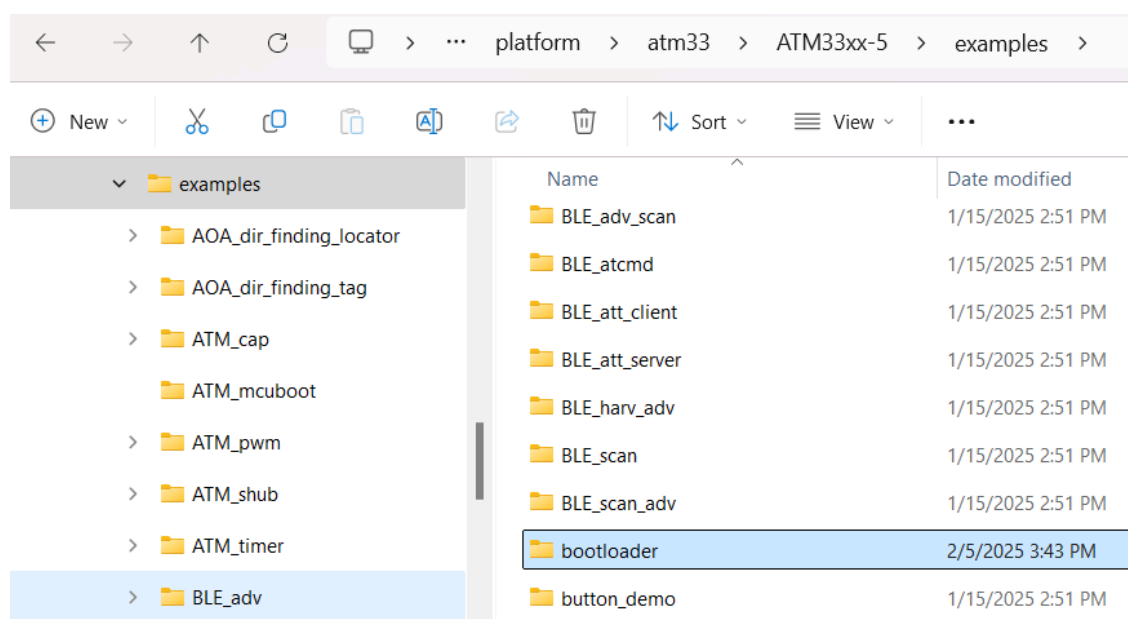 platform > atm33 > ATM33xx-5 > examples >
New Sort View
examples
AOA_dir_finding_locator
AOA_dir_finding_tag
ATM_cap
ATM_mcuboot
ATM_pwm
ATM_shub
ATM_timer
BLE_adv
Name Date modified
BLE_adv_scan 1/15/2025 2:51 PM
BLE_atcmd 1/15/2025 2:51 PM
BLE_att_client 1/15/2025 2:51 PM
BLE_att_server 1/15/2025 2:51 PM
BLE_harv_adv 1/15/2025 2:51 PM
BLE_scan 1/15/2025 2:51 PM
BLE_scan_adv 1/15/2025 2:51 PM
bootloader 2/5/2025 3:43 PM
button_demo 1/15/2025 2:51 PM